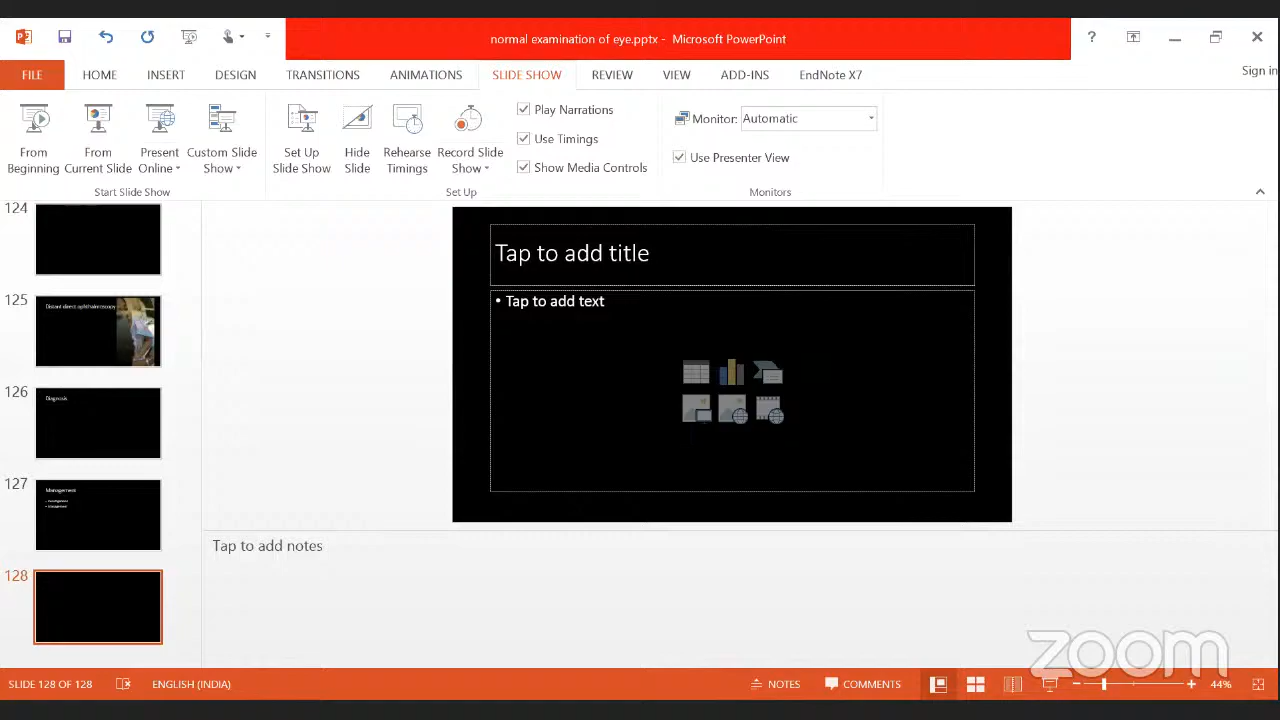 normal examination of eye.pptx - Microsoft PowerPoint
?
FILE HOME INSERT DESIGN TRANSITIONS ANIMATIONS SLIDE SHOW REVIEW VIEW ADD-INS EndNote X7
Sign in
From Beginning
From Current Slide
Present Online
Custom Slide Show
Start Slide Show
Set Up Slide Show
Hide Slide
Rehearse Timings
Record Slide Show
Play Narrations
Use Timings
Show Media Controls
Set Up
Monitor: Automatic
Use Presenter View
Monitors
124
125
Distant direct ophthalmoscopy
126
Diagnosis
127
Management
• Investigations
• Management
128
Tap to add title
• Tap to add text
Tap to add notes
zoom
SLIDE 128 OF 128 ENGLISH (INDIA) NOTES COMMENTS 44%